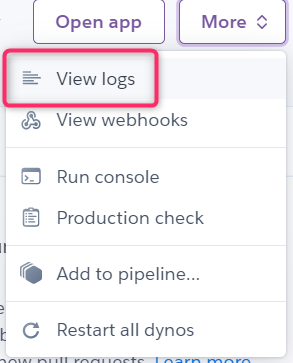 Open app
More
View logs
View webhooks
Run console
Production check
Add to pipeline...
Restart all dynos
new pull requests. Learn more